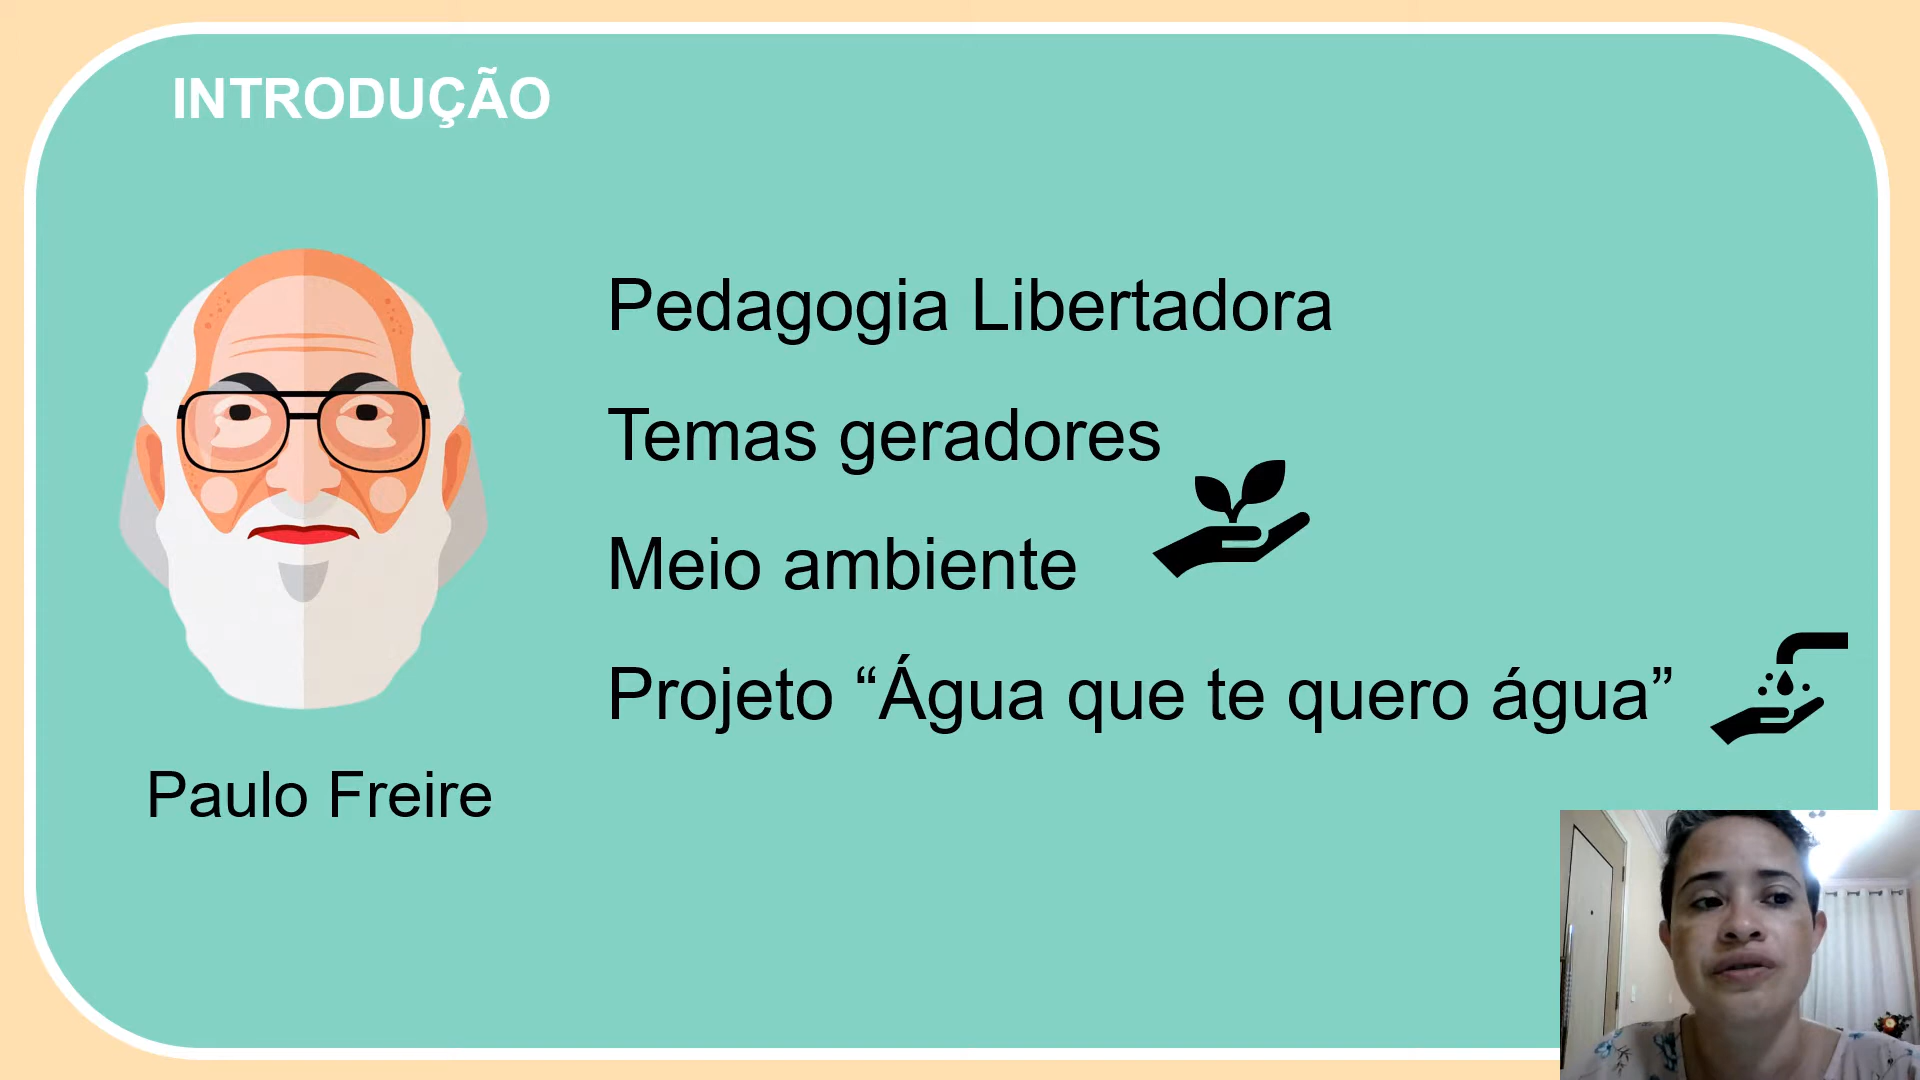 INTRODUÇÃO
Pedagogia Libertadora
Temas geradores
Meio ambiente
Projeto “Água que te quero água”
Paulo Freire